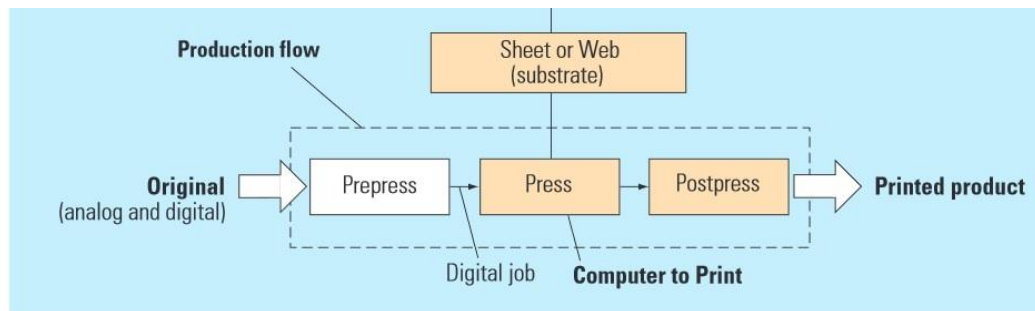 Production flow
Sheet or Web
(substrate)
Original
(analog and digital)
Prepress
Press
Postpress
Printed product
Digital job
Computer to Print